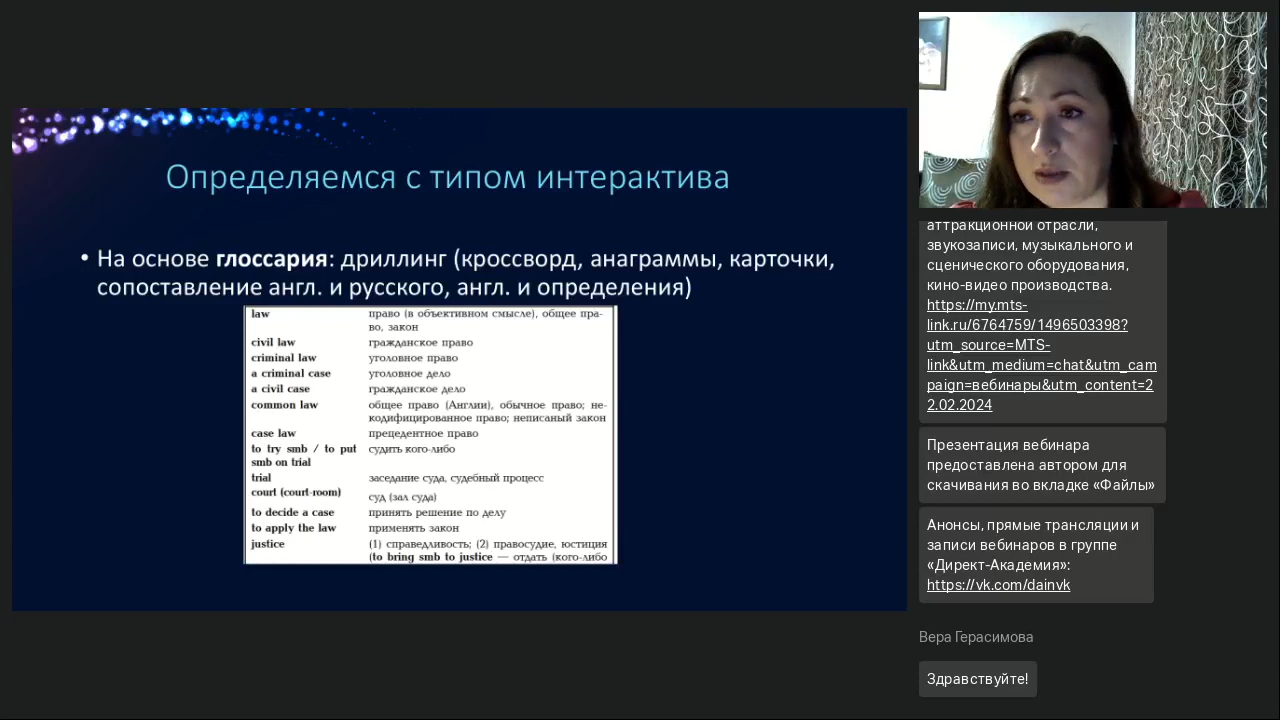 Определяемся с типом интерактива
• На основе глоссария: дриллинг (кроссворд, анаграммы, карточки,
сопоставление англ. и русского, англ. и определения)
law право (в объективном смысле), общее пра-
во, закон
civil law гражданское право
criminal law уголовное право
a criminal case уголовное дело
a civil case гражданское дело
common law общее право (Англии), обычное право; не-
кодифицированное право; неписаный закон
case law прецедентное право
to try smb / to put судить кого-либо
smb on trial
trial заседание суда, судебный процесс
court (court-room) суд (зал суда)
to decide a case принять решение по делу
to apply the law применять закон
justice (1) справедливость; (2) правосудие, юстиция
(to bring smb to justice — отдать (кого-либо
аттракционной отрасли,
звукозаписи, музыкального и
сценического оборудования,
кино-видео производства.
https://my.mts-
link.ru/6764759/1496503398?
utm_source=MTS-
link&utm_medium=chat&utm_cam
paign=вебинары&utm_content=2
2.02.2024
Презентация вебинара
предоставлена автором для
скачивания во вкладке «Файлы»
Анонсы, прямые трансляции и
записи вебинаров в группе
«Директ-Академия»:
https://vk.com/dainvk
Вера Герасимова
Здравствуйте!